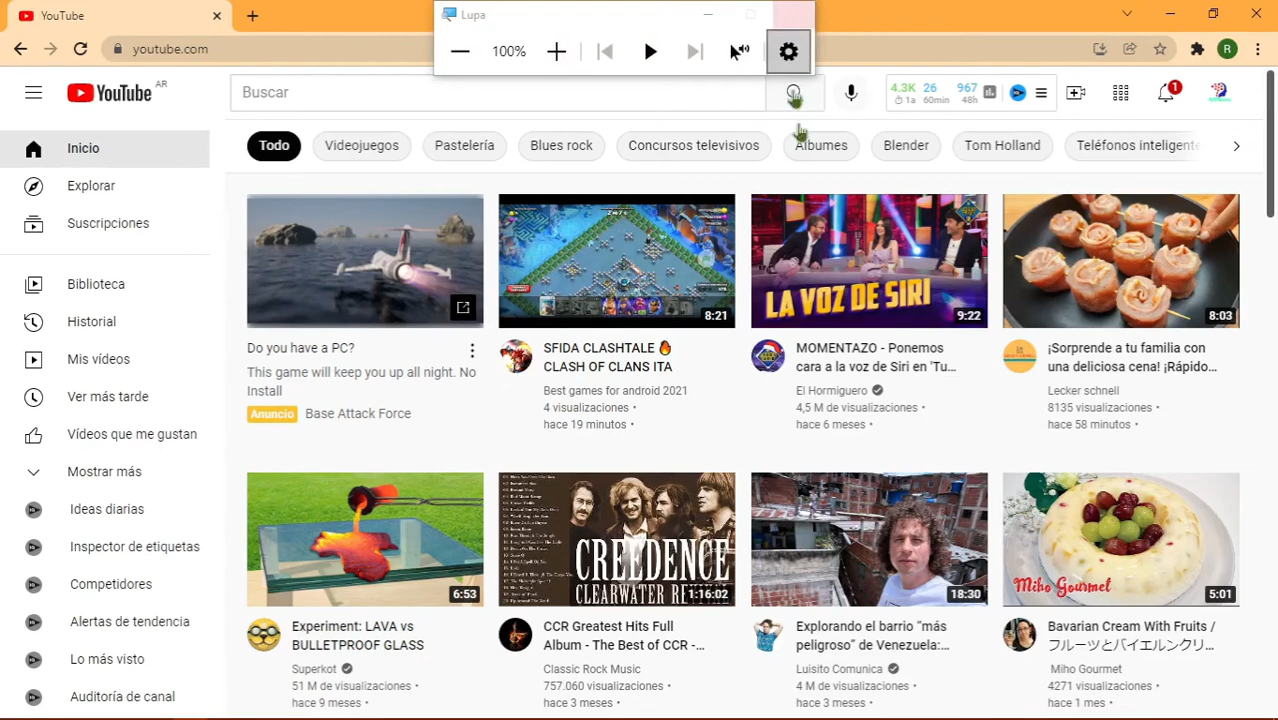 YouTube
Lupa
100%
youtube.com
R
YouTube AR
Buscar
4.3K 26 967
1a 60min 48h
1
Todo
Videojuegos
Pastelería
Blues rock
Concursos televisivos
Álbumes
Blender
Tom Holland
Teléfonos inteligente
Inicio
Explorar
Suscripciones
Biblioteca
Historial
Mis vídeos
Ver más tarde
Vídeos que me gustan
Mostrar más
Ideas diarias
Inspector de etiquetas
Competidores
Alertas de tendencia
Lo más visto
Auditoría de canal
Do you have a PC?
This game will keep you up all night. No
Install
Anuncio Base Attack Force
8:21
SFIDA CLASHTALE 🔥
CLASH OF CLANS ITA
Best games for android 2021
4 visualizaciones •
hace 19 minutos •
LA VOZ DE SIRI
9:22
MOMENTAZO - Ponemos
cara a la voz de Siri en 'Tu...
El Hormiguero
4,5 M de visualizaciones •
hace 6 meses •
8:03
¡Sorprende a tu familia con
una deliciosa cena! ¡Rápido...
Lecker schnell
8135 visualizaciones •
hace 58 minutos •
6:53
Experiment: LAVA vs
BULLETPROOF GLASS
Superkot
51 M de visualizaciones •
hace 9 meses •
CREEDENCE
CLEARWATER REVIVAL
1:16:02
CCR Greatest Hits Full
Album - The Best of CCR -...
Classic Rock Music
757.060 visualizaciones •
hace 3 meses •
18:30
Explorando el barrio “más
peligroso” de Venezuela:...
Luisito Comunica
4 M de visualizaciones •
hace 3 meses •
Miho Gourmet
5:01
Bavarian Cream With Fruits /
フルーツとバイエルンクリ...
Miho Gourmet
4271 visualizaciones •
hace 1 mes •